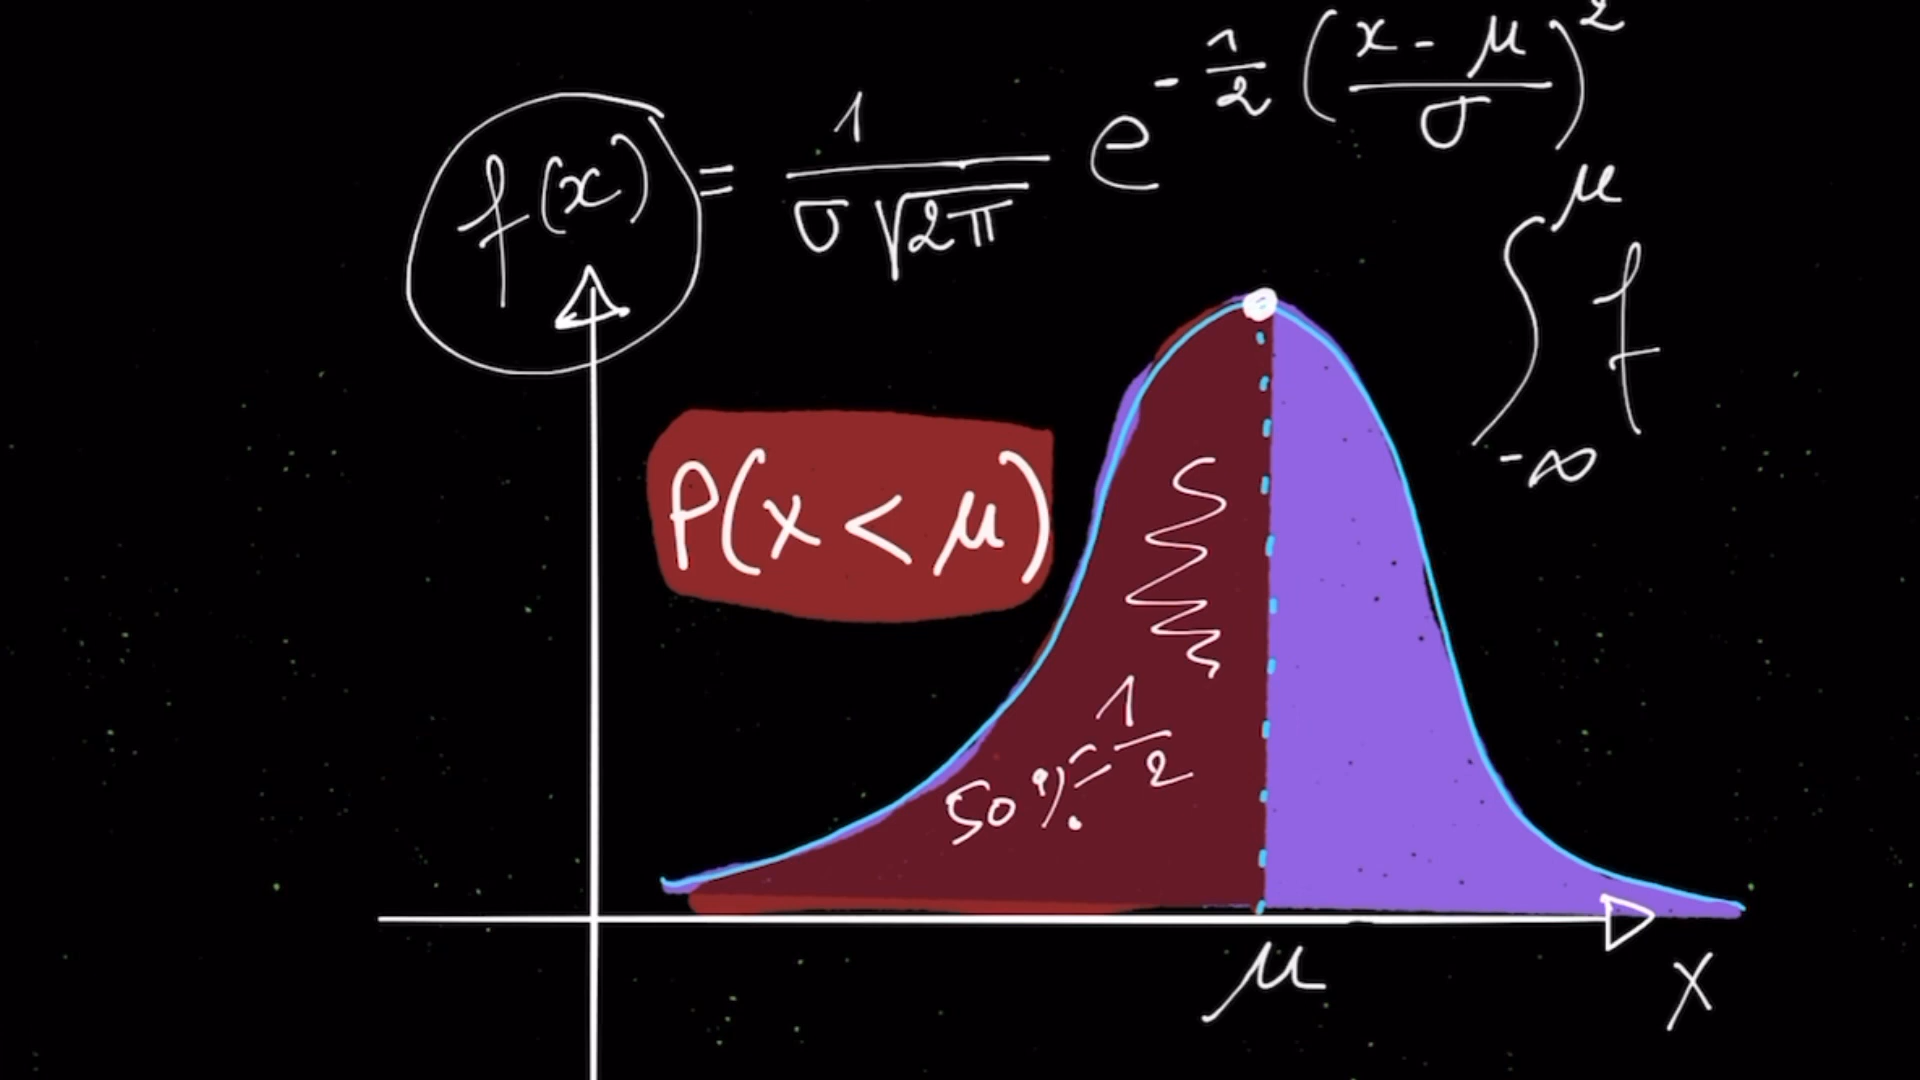 f(x) = 1/(σ√2π) e^(-1/2 ((x - μ)/σ)^2)
∫_{-∞}^{μ} f
P(x < μ)
50% = 1/2
μ
x